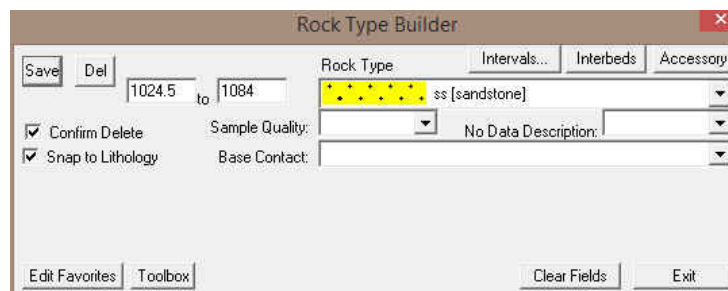 Rock Type Builder
Save Del Rock Type Intervals... Interbeds Accessory
1024.5 to 1084 ss [sandstone]
Confirm Delete Sample Quality: No Data Description:
Snap to Lithology Base Contact:
Edit Favorites Toolbox Clear Fields Exit